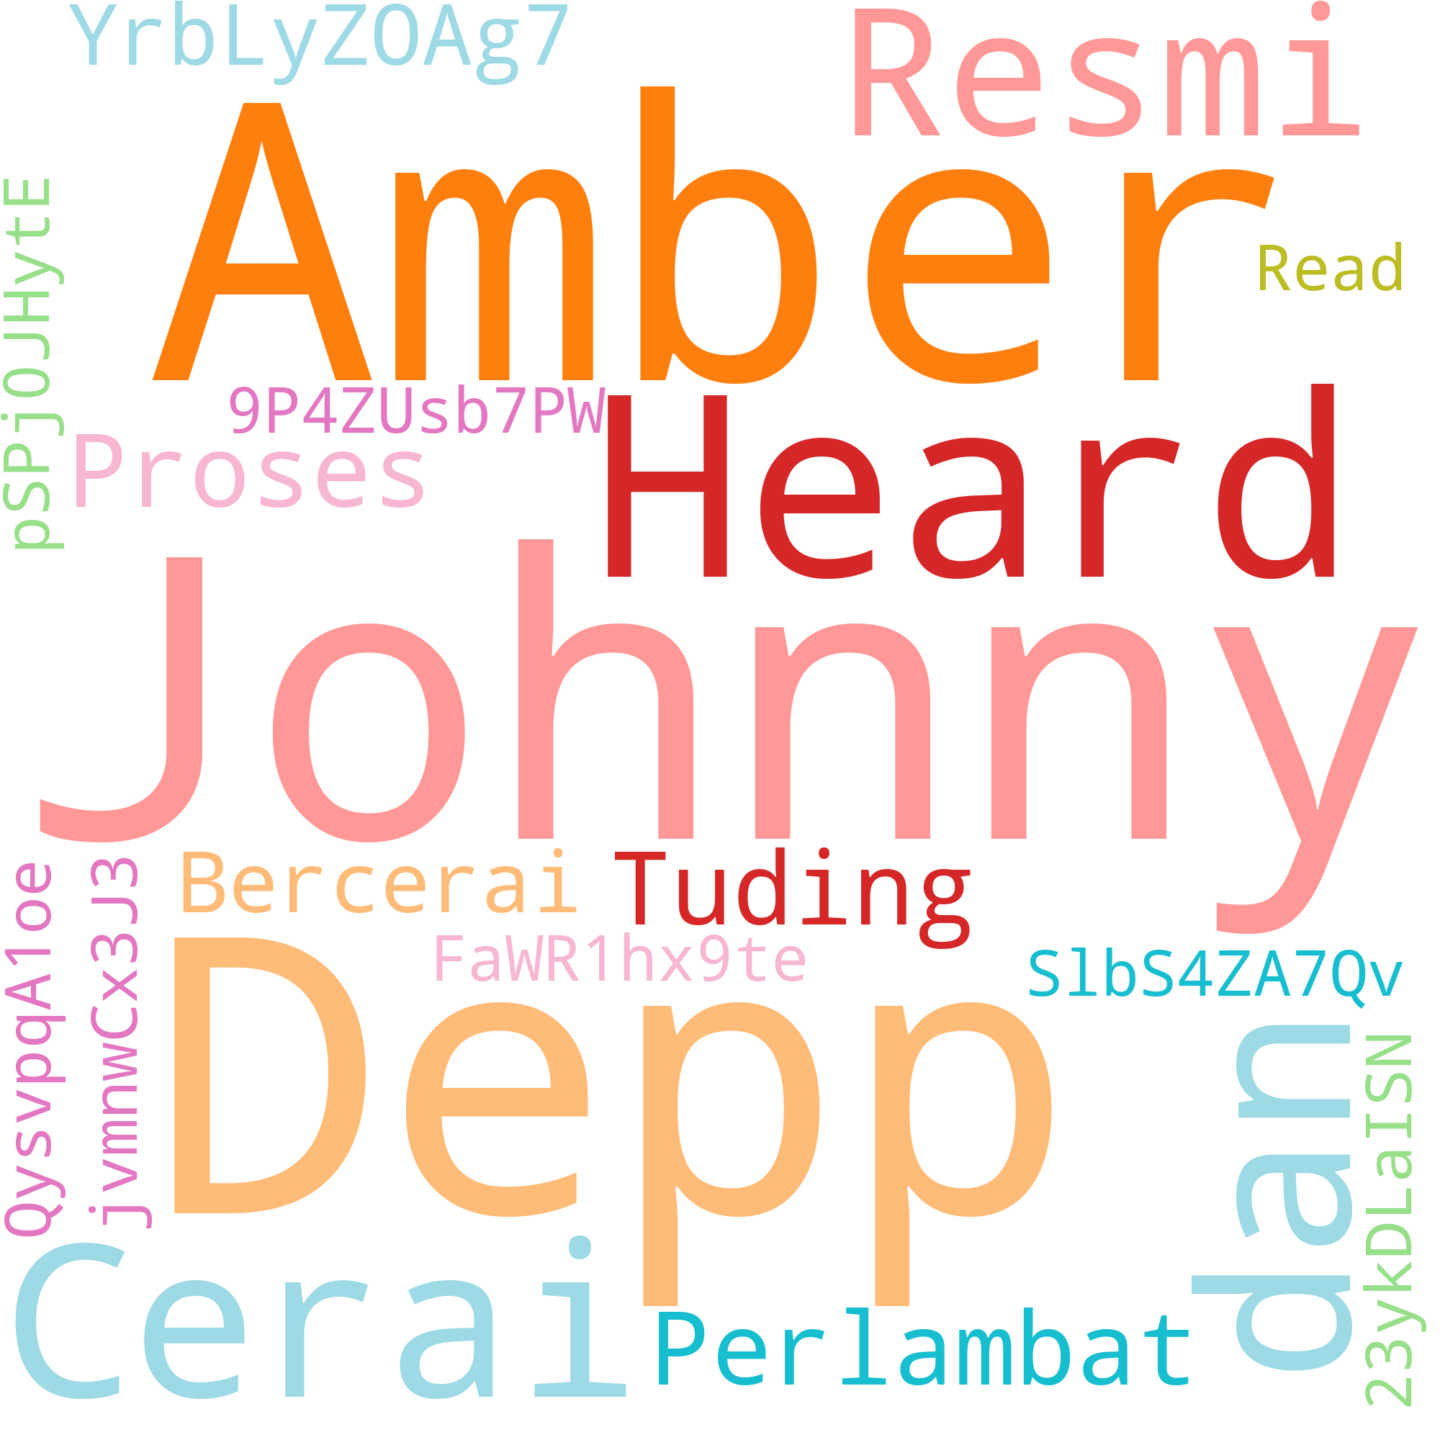 YrbLyZOAg7
Resmi
Amber
pSPjOJHytE
Read
9P4ZUsb7PW
Heard
Proses
Johnny
Bercerai
Tuding
QysvpqA1oe
jvmnwCx3J3
Depp
FaWR1hx9te
SlbS4ZA7Qv
dan
23ykDLaISN
Cerai
Perlambat